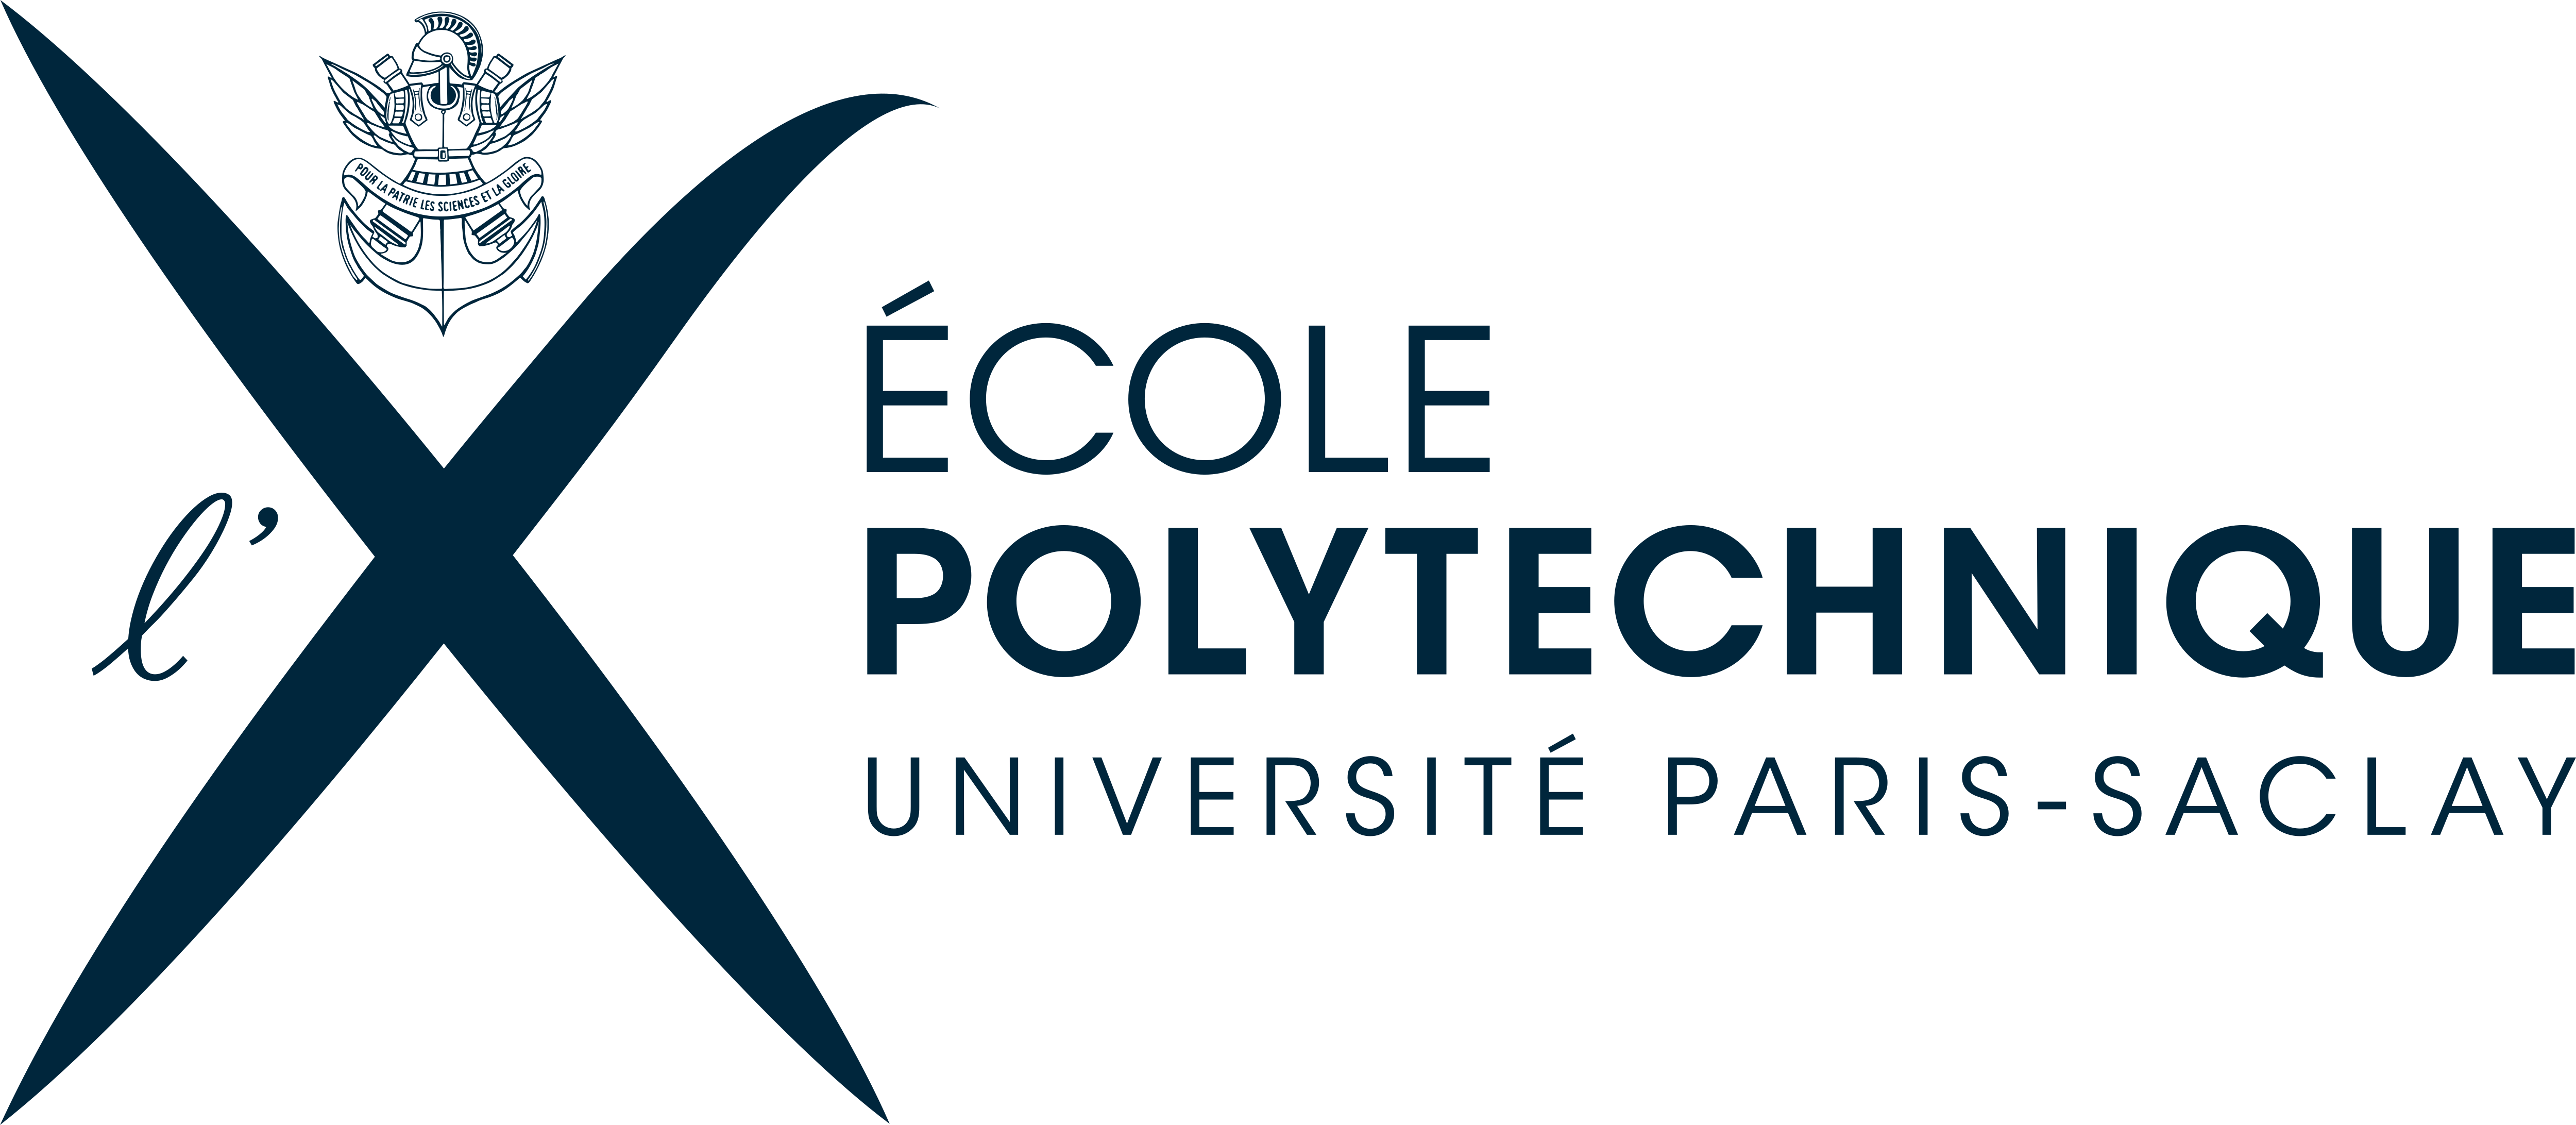 POUR LA PATRIE LES SCIENCES ET LA GLOIRE
l'X
ÉCOLE
POLYTECHNIQUE
UNIVERSITÉ PARIS-SACLAY